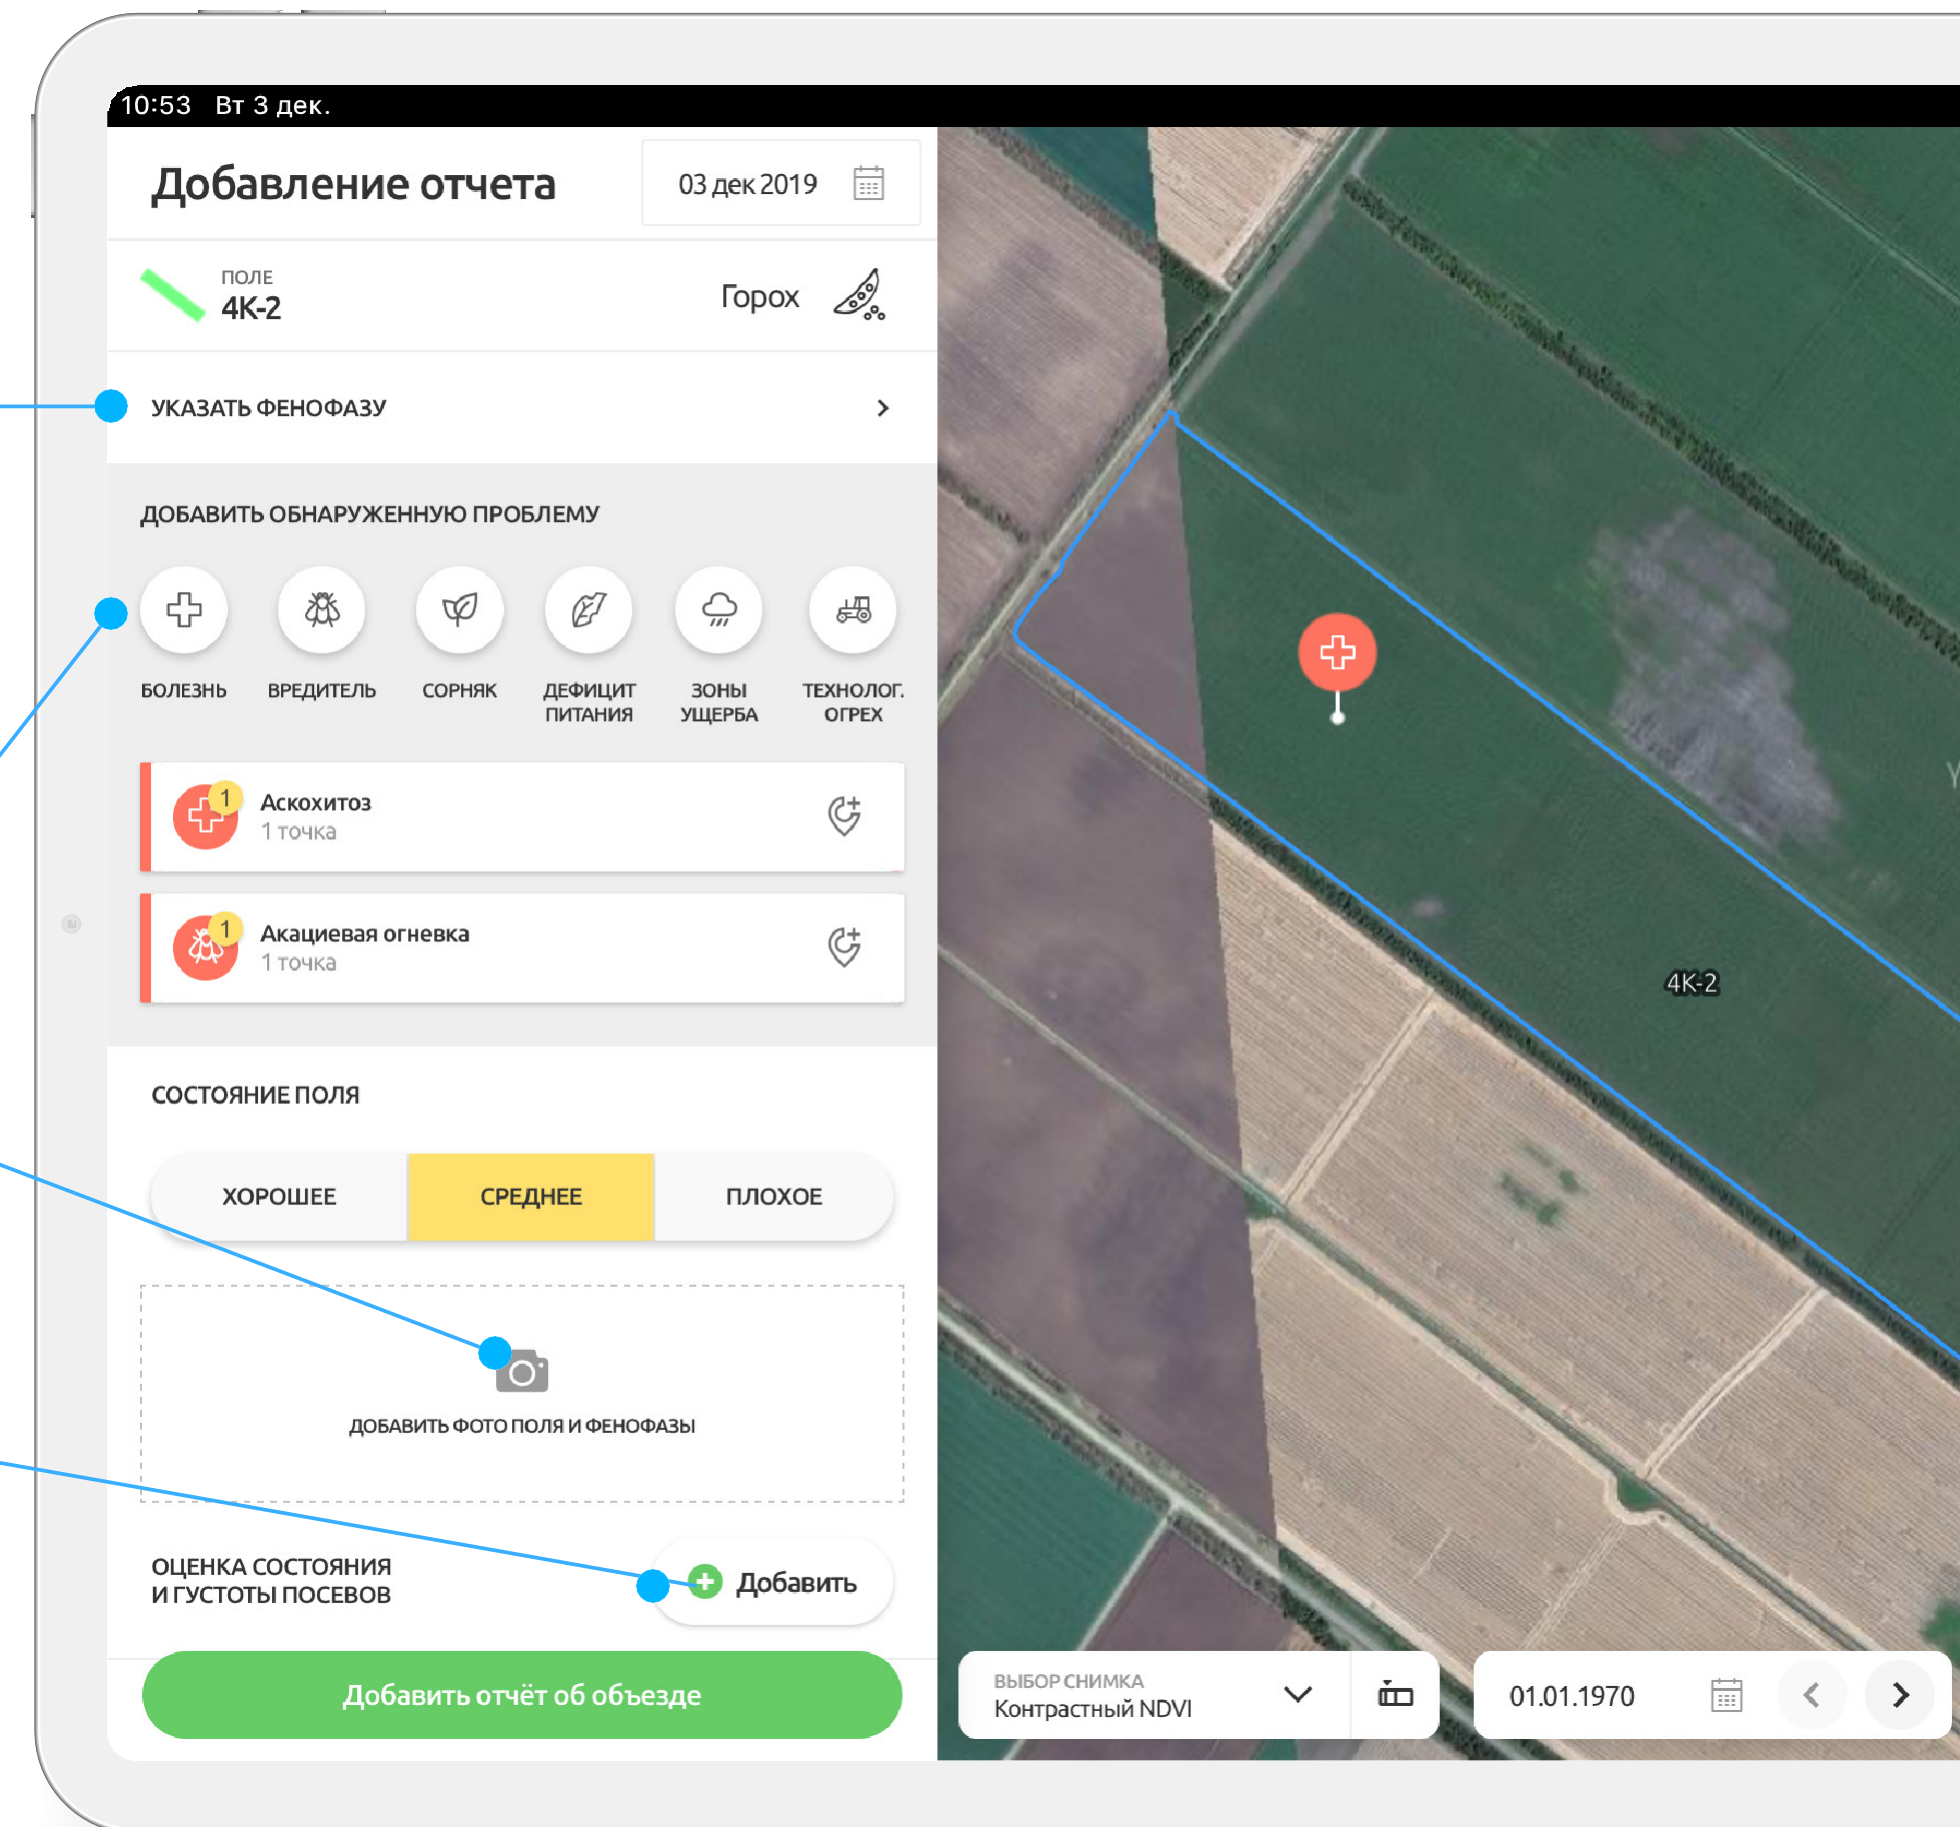 10:53 Вт 3 дек.
Добавление отчета
03 дек 2019
ПОЛЕ
4К-2
Горох
УКАЗАТЬ ФЕНОФАЗУ
ДОБАВИТЬ ОБНАРУЖЕННУЮ ПРОБЛЕМУ
БОЛЕЗНЬ
ВРЕДИТЕЛЬ
СОРНЯК
ДЕФИЦИТ
ПИТАНИЯ
ЗОНЫ
УЩЕРБА
ТЕХНОЛОГ.
ОГРЕХ
1
Аскохитоз
1 точка
1
Акациевая огневка
1 точка
СОСТОЯНИЕ ПОЛЯ
ХОРОШЕЕ
СРЕДНЕЕ
ПЛОХОЕ
ДОБАВИТЬ ФОТО ПОЛЯ И ФЕНОФАЗЫ
ОЦЕНКА СОСТОЯНИЯ
И ГУСТОТЫ ПОСЕВОВ
Добавить
Добавить отчёт об объезде
4К-2
ВЫБОР СНИМКА
Контрастный NDVI
01.01.1970